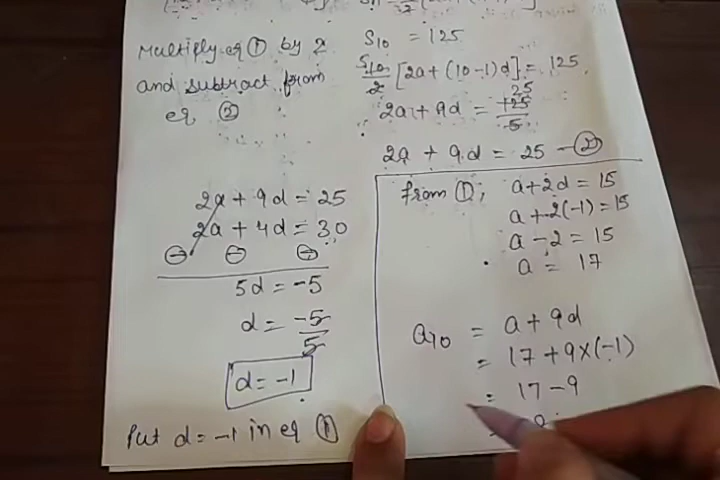 S10 = 125
Multiply eq ① by 2
and subtract from
eq ②
[2a + (10-1)d] = 125
2a + 9d = 125 25 5
2a + 9d = 25 - ②
2a + 9d = 25
2a + 4d = 30
⊖ ⊖ ⊖
5d = -5
d = -5/5
d = -1
Put d = -1 in eq ①
from ①; a+2d = 15
a+2(-1) = 15
a - 2 = 15
a = 17
a10 = a + 9d
= 17 + 9×(-1)
= 17 - 9